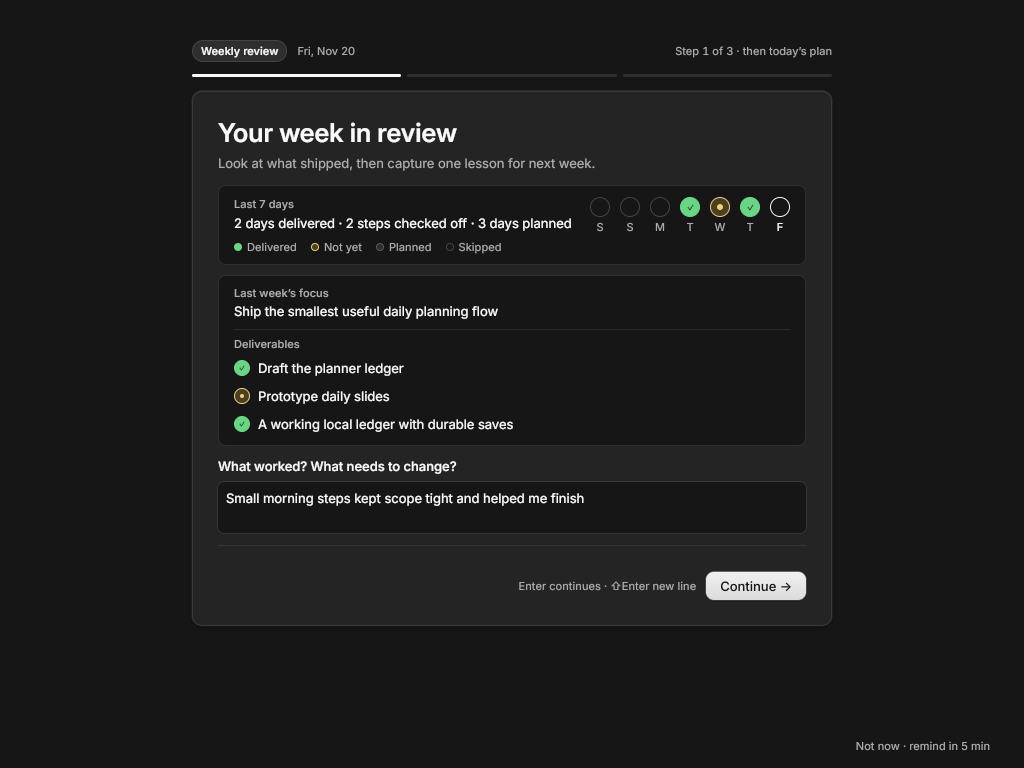 Weekly review Fri, Nov 20 Step 1 of 3 · then today’s plan
Your week in review
Look at what shipped, then capture one lesson for next week.
Last 7 days
2 days delivered · 2 steps checked off · 3 days planned
Delivered Not yet Planned Skipped
S S M T W T F
Last week’s focus
Ship the smallest useful daily planning flow
Deliverables
Draft the planner ledger
Prototype daily slides
A working local ledger with durable saves
What worked? What needs to change?
Small morning steps kept scope tight and helped me finish
Enter continues · ⇧Enter new line Continue →
Not now · remind in 5 min